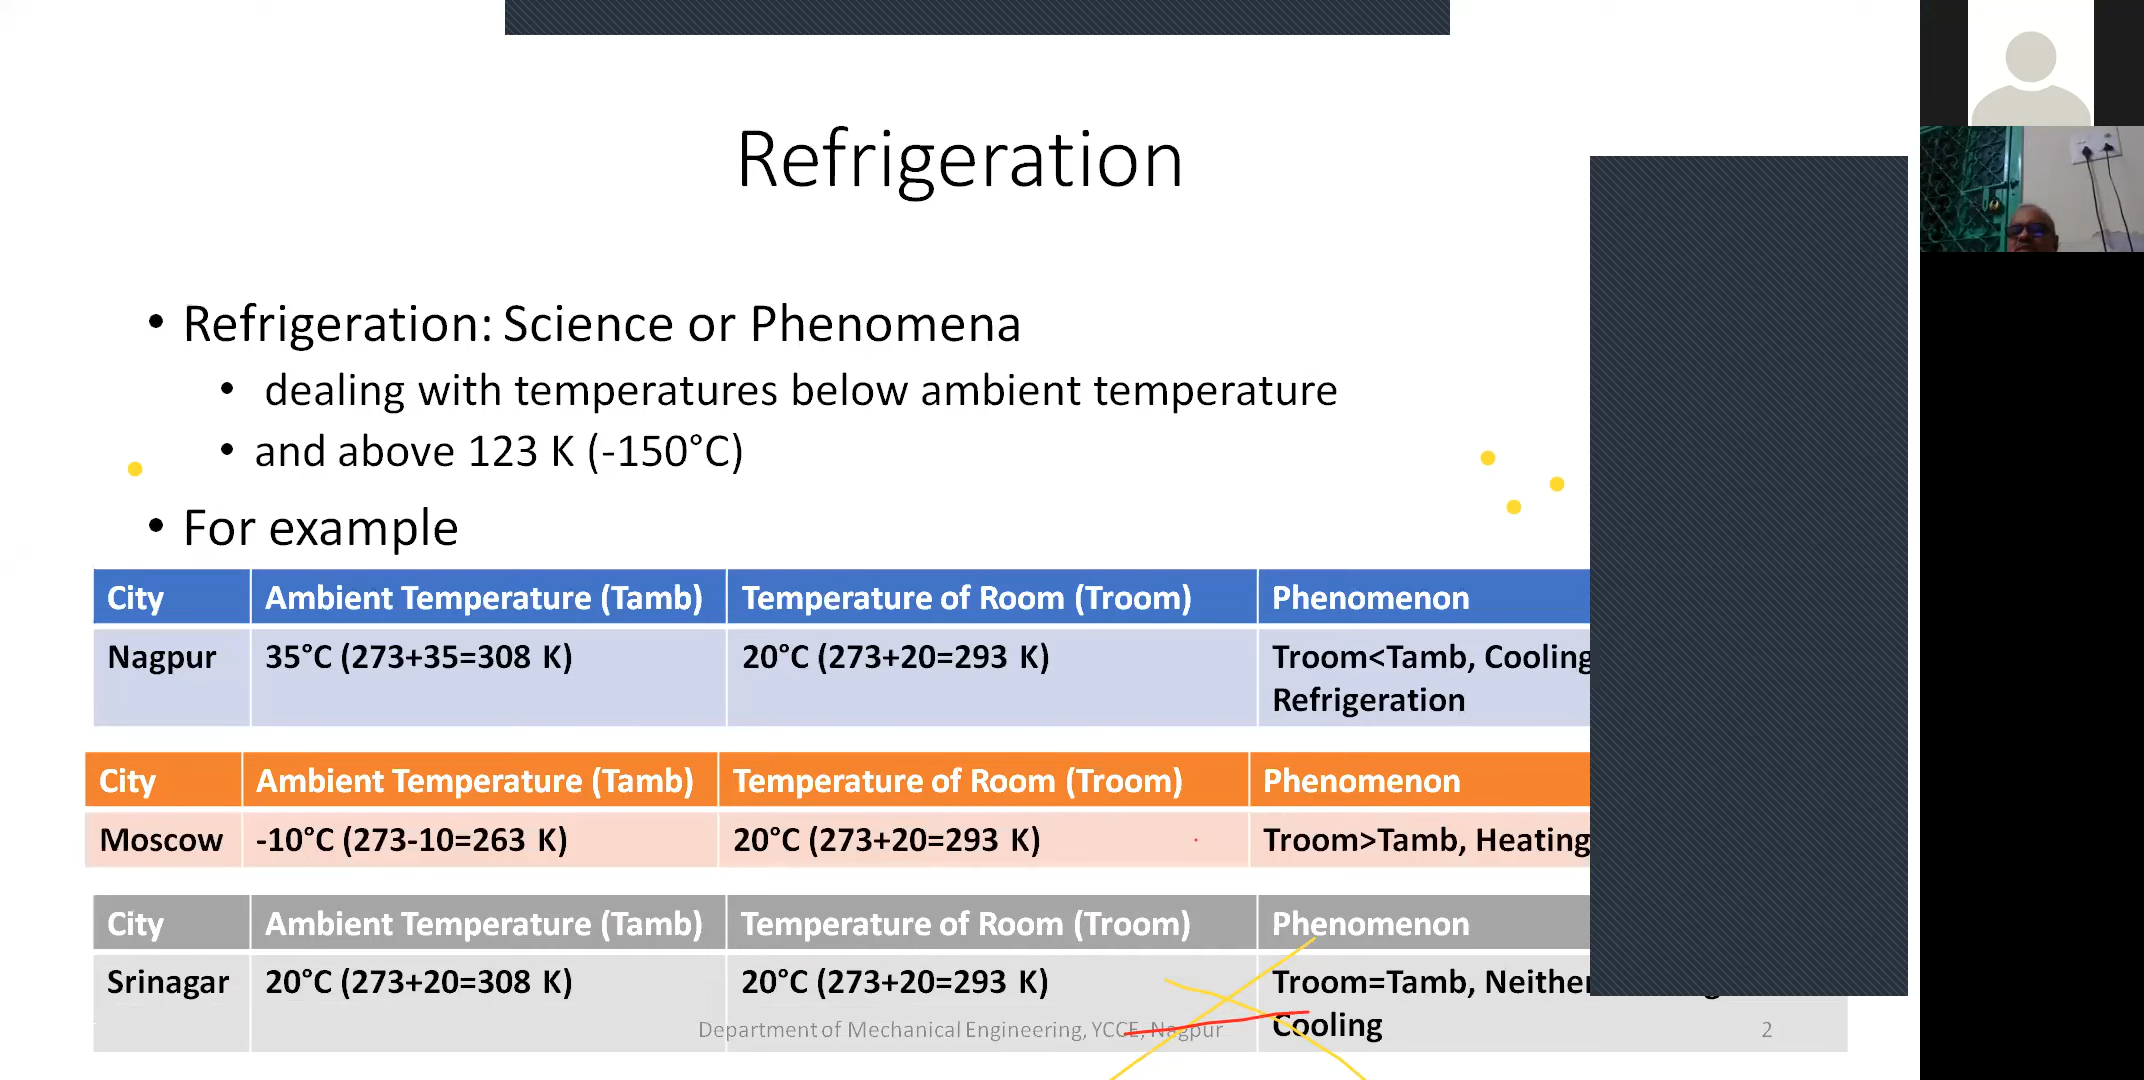 Refrigeration
• Refrigeration: Science or Phenomena
• dealing with temperatures below ambient temperature
• and above 123 K (-150°C)
• For example
City Ambient Temperature (Tamb) Temperature of Room (Troom) Phenomenon
Nagpur 35°C (273+35=308 K) 20°C (273+20=293 K) Troom<Tamb, Cooling
Refrigeration
City Ambient Temperature (Tamb) Temperature of Room (Troom) Phenomenon
Moscow -10°C (273-10=263 K) 20°C (273+20=293 K) Troom>Tamb, Heating
City Ambient Temperature (Tamb) Temperature of Room (Troom) Phenomenon
Srinagar 20°C (273+20=308 K) 20°C (273+20=293 K) Troom=Tamb, Neither
Cooling
Department of Mechanical Engineering, YCCE, Nagpur 2